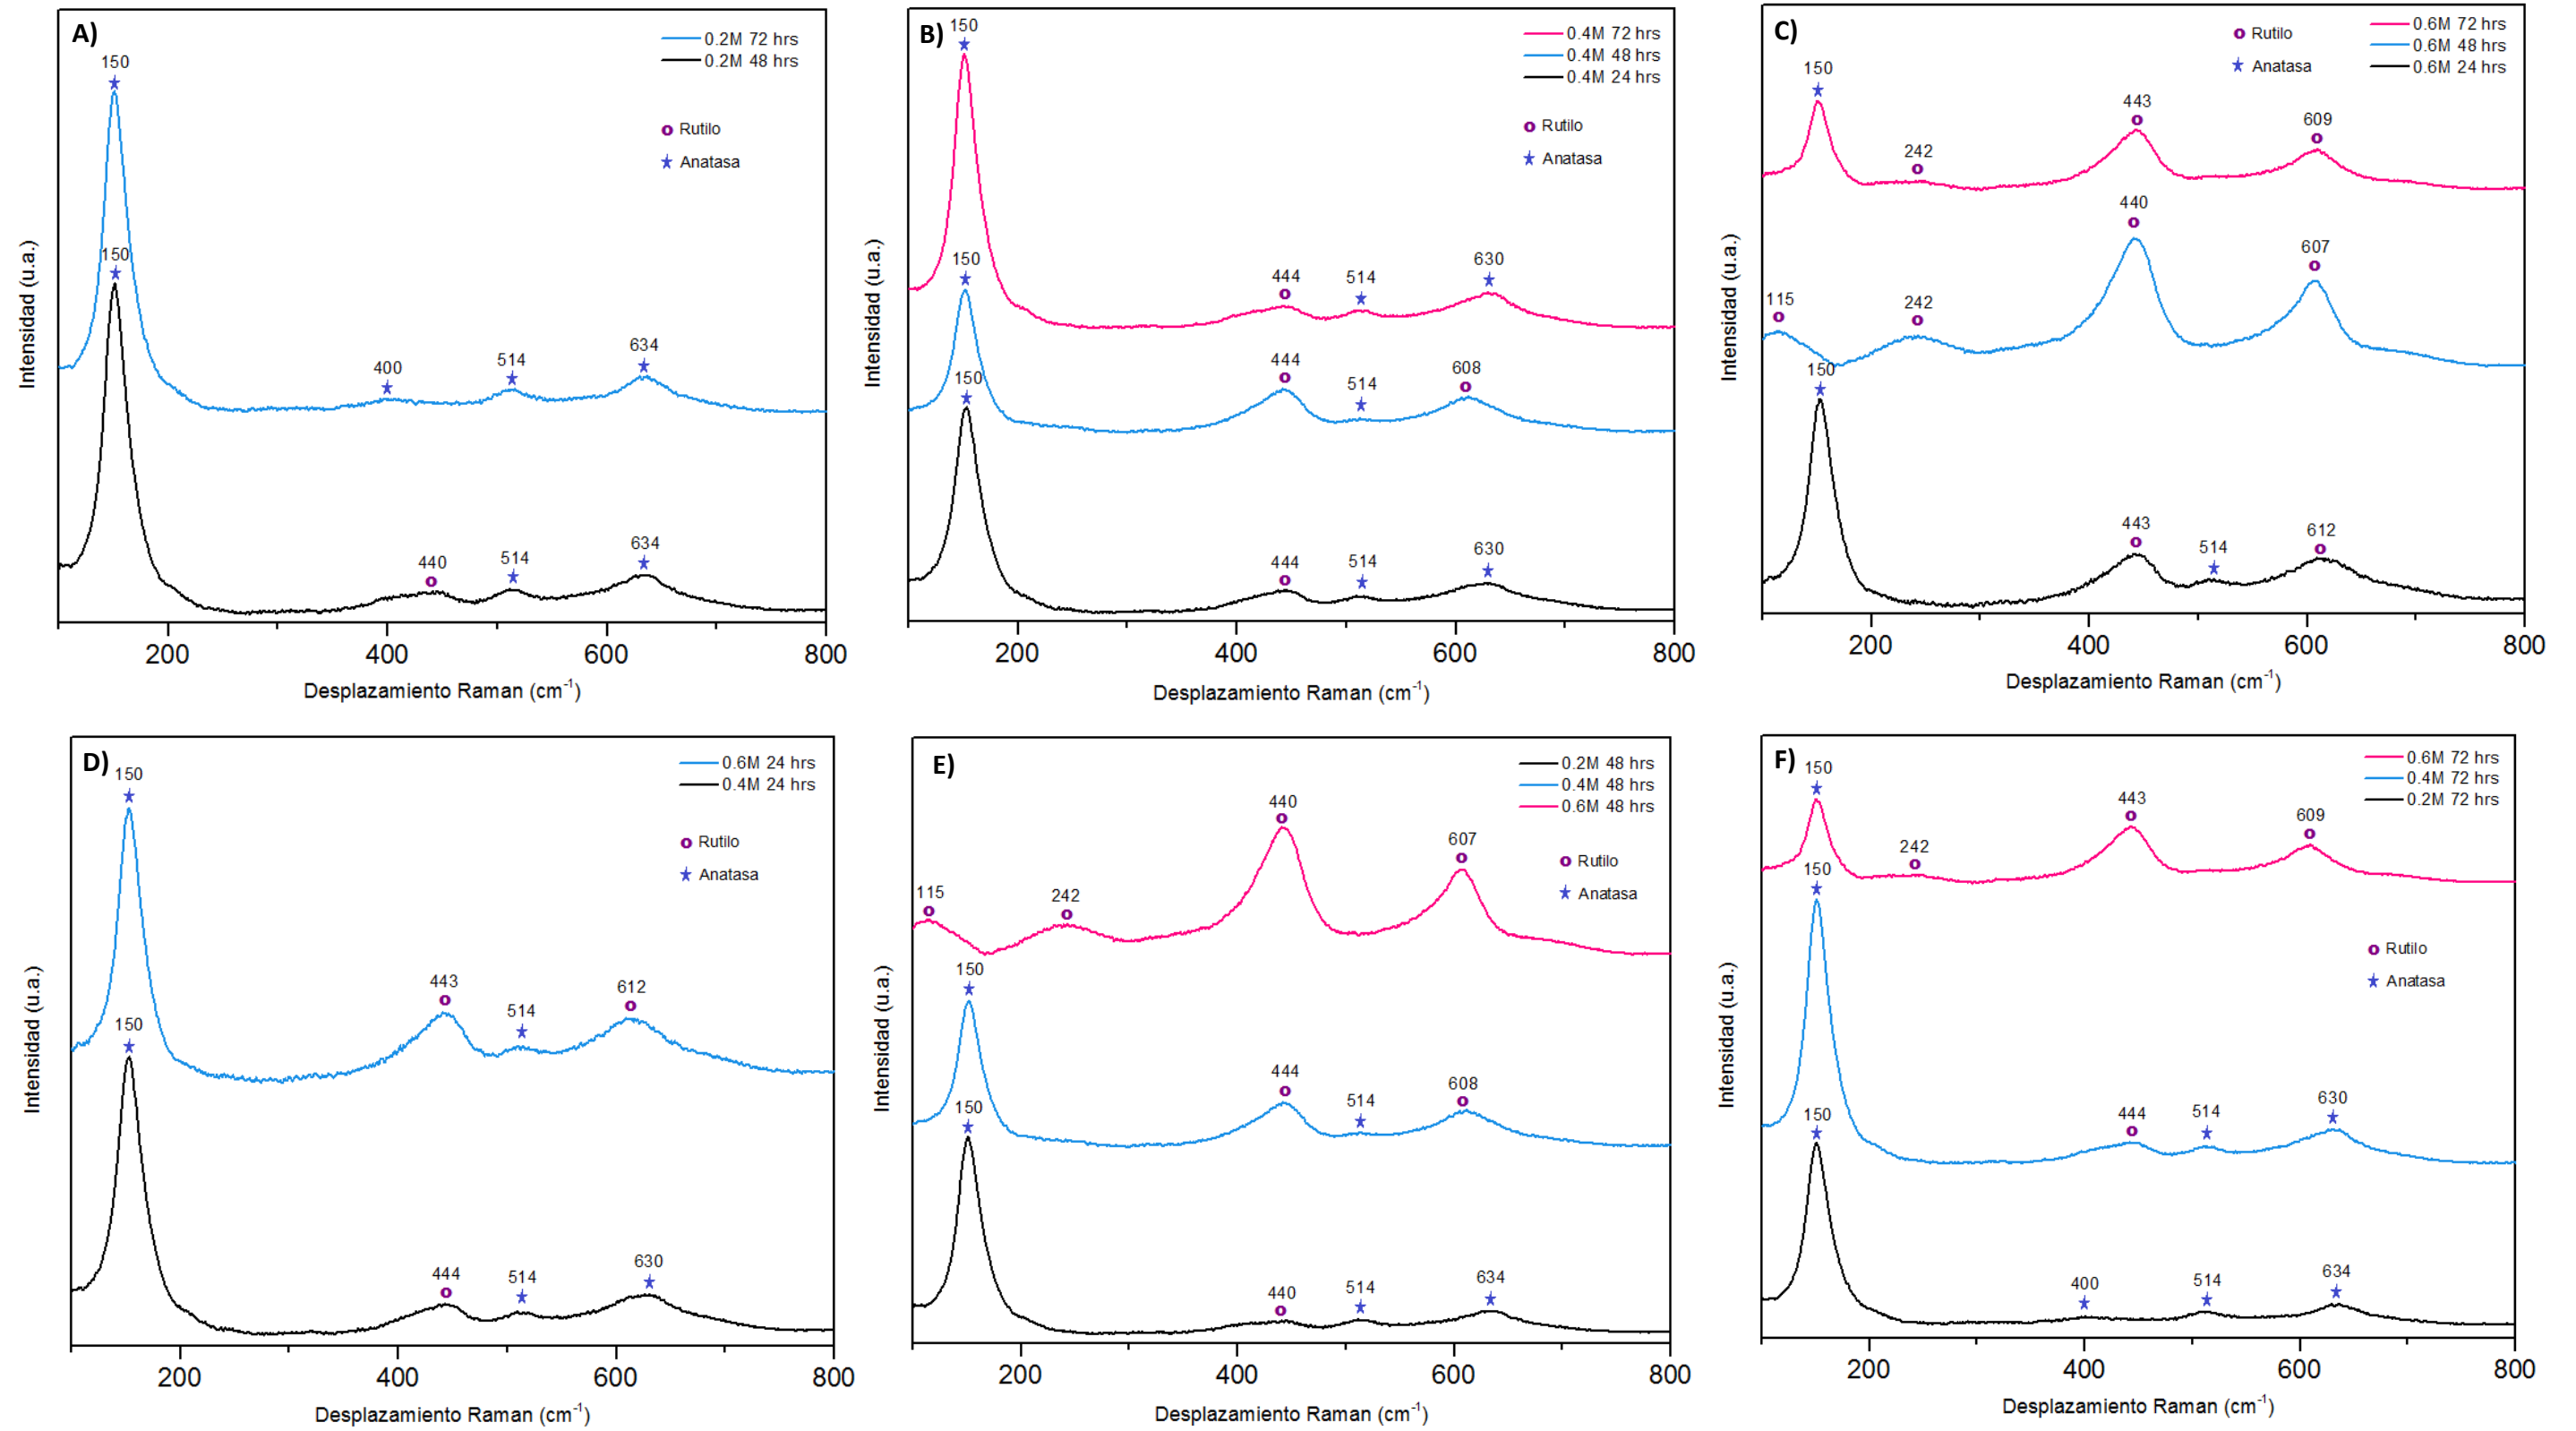 A)
0.2M 72 hrs
0.2M 48 hrs
150
Rutilo
Anatasa
150
400
514
634
440
514
634
Intensidad (u.a.)
200
400
600
800
Desplazamiento Raman (cm-1)
B)
150
0.4M 72 hrs
0.4M 48 hrs
0.4M 24 hrs
Rutilo
Anatasa
150
444
514
630
150
444
514
608
444
514
630
Intensidad (u.a.)
200
400
600
800
Desplazamiento Raman (cm-1)
C)
Rutilo
Anatasa
0.6M 72 hrs
0.6M 48 hrs
0.6M 24 hrs
150
242
443
609
115
242
440
607
150
443
514
612
Intensidad (u.a.)
200
400
600
800
Desplazamiento Raman (cm-1)
D)
150
0.6M 24 hrs
0.4M 24 hrs
Rutilo
Anatasa
443
514
612
150
444
514
630
Intensidad (u.a.)
200
400
600
800
Desplazamiento Raman (cm-1)
E)
0.2M 48 hrs
0.4M 48 hrs
0.6M 48 hrs
Rutilo
Anatasa
115
242
440
607
150
444
514
608
150
440
514
634
Intensidad (u.a.)
200
400
600
800
Desplazamiento Raman (cm-1)
F)
150
0.6M 72 hrs
0.4M 72 hrs
0.2M 72 hrs
242
443
609
Rutilo
Anatasa
150
444
514
630
150
400
514
634
Intensidad (u.a.)
200
400
600
800
Desplazamiento Raman (cm-1)